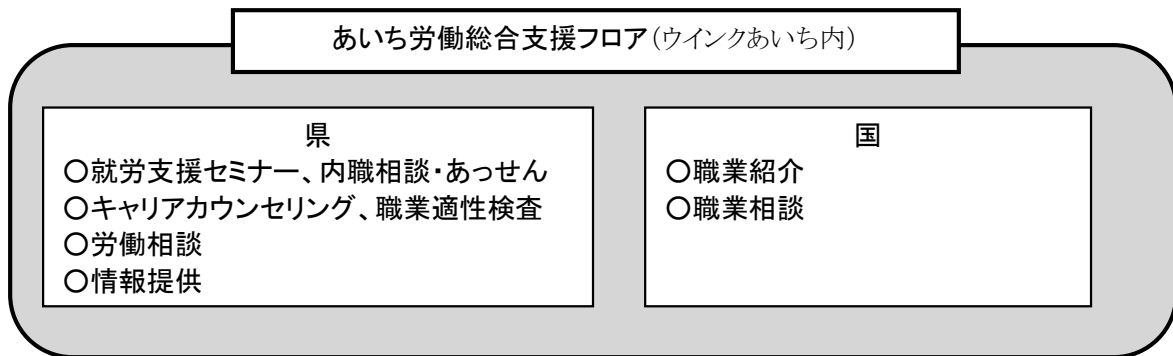 あいち労働総合支援フロア(ウインクあいち内)
県
○就労支援セミナー、内職相談・あっせん
○キャリアカウンセリング、職業適性検査
○労働相談
○情報提供
国
○職業紹介
○職業相談